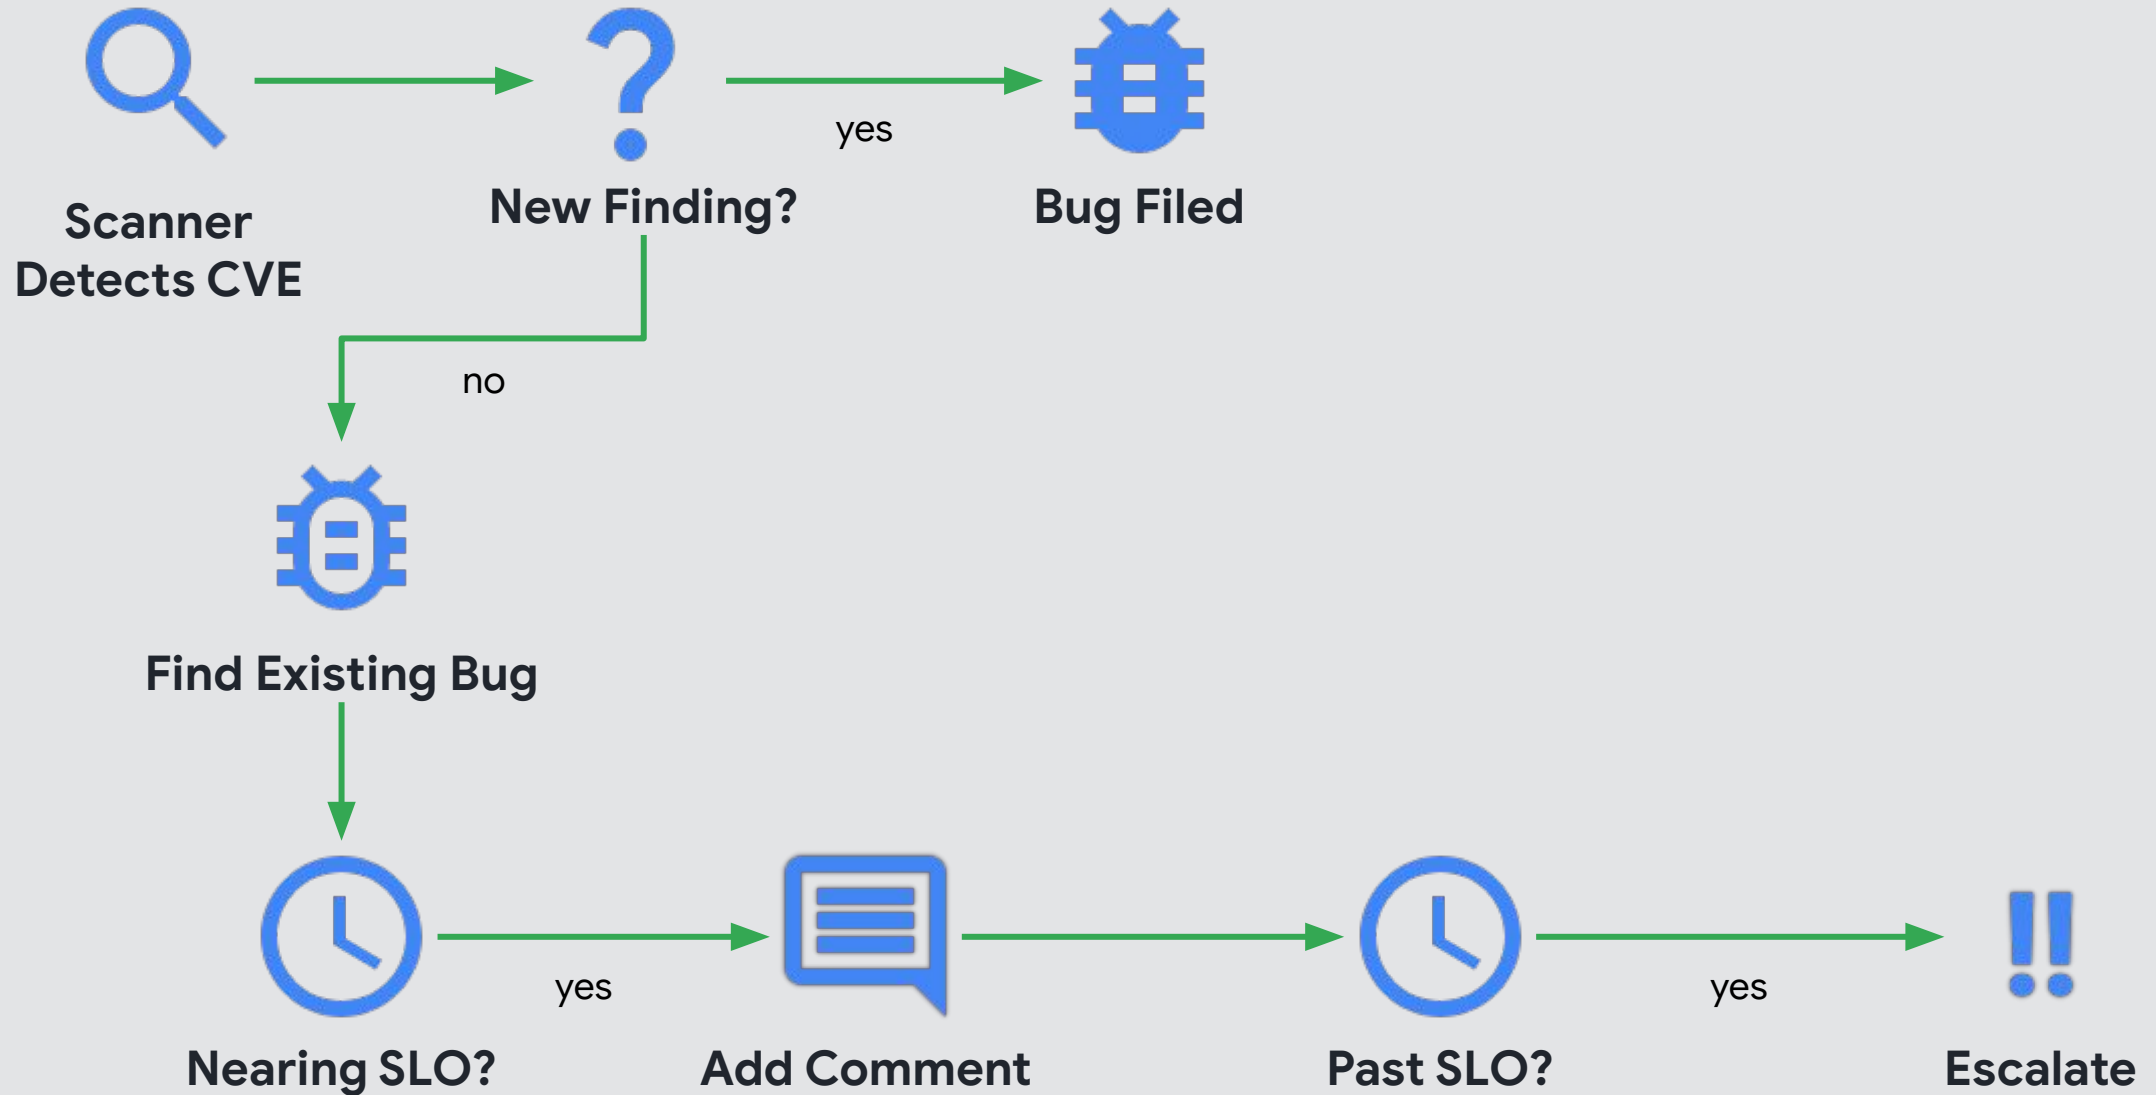 yes
New Finding?
Bug Filed
Scanner
Detects CVE
no
Find Existing Bug
yes
yes
Nearing SLO?
Add Comment
Past SLO?
Escalate